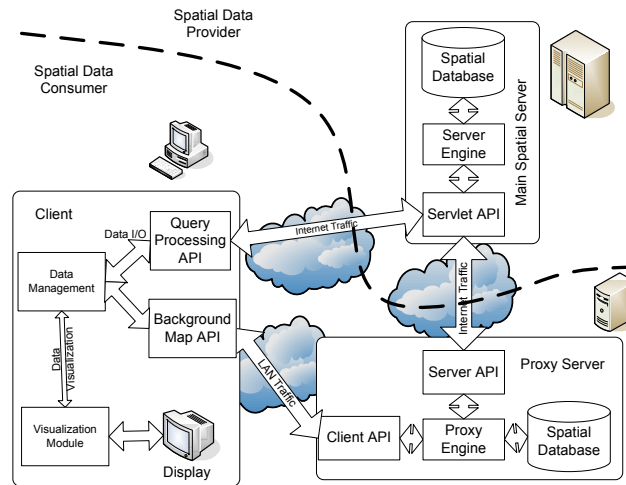 Spatial Data
Provider
Spatial Data
Consumer
Spatial
Database
Server
Engine
Servlet API
Main Spatial Server
Client
Data I/O
Query
Processing
API
Internet Traffic
Data
Management
Background
Map API
Internet Traffic
Data
Visualization
LAN Traffic
Visualization
Module
Display
Proxy Server
Server API
Client API
Proxy
Engine
Spatial
Database